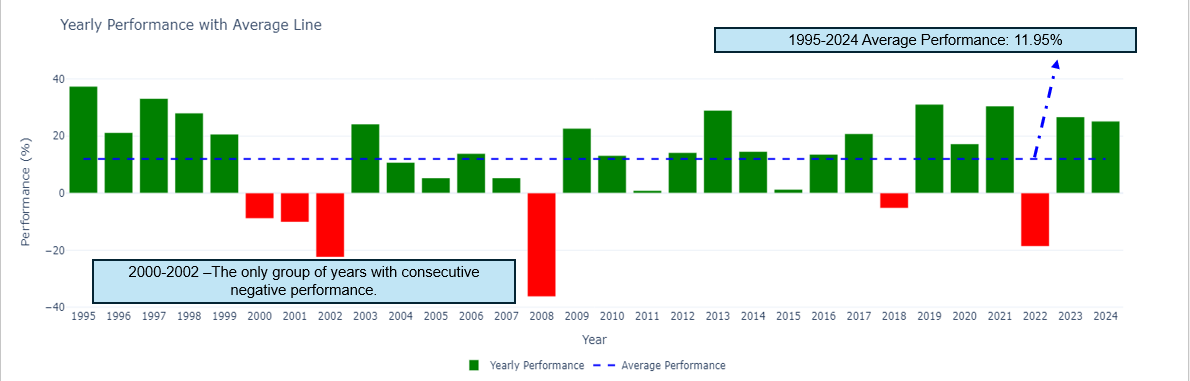 Yearly Performance with Average Line
1995-2024 Average Performance: 11.95%
Performance (%)
40
20
0
−20
−40
2000-2002 –The only group of years with consecutive
negative performance.
1995 1996 1997 1998 1999 2000 2001 2002 2003 2004 2005 2006 2007 2008 2009 2010 2011 2012 2013 2014 2015 2016 2017 2018 2019 2020 2021 2022 2023 2024
Year
Yearly Performance Average Performance